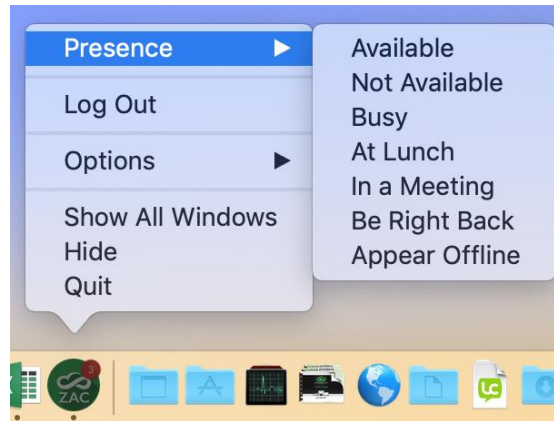 Presence
Log Out
Options
Show All Windows
Hide
Quit
Available
Not Available
Busy
At Lunch
In a Meeting
Be Right Back
Appear Offline
3
ZAC
LC